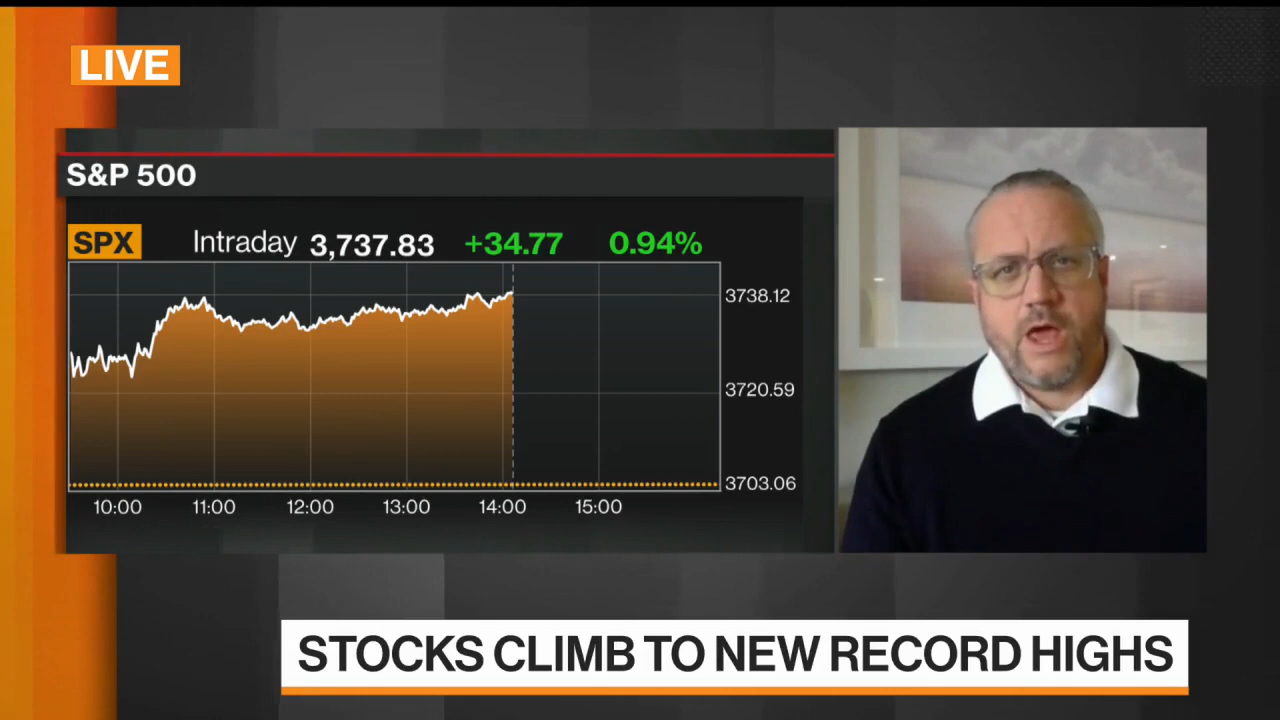 LIVE
S&P 500
SPX Intraday 3,737.83 +34.77 0.94%
3738.12
3720.59
3703.06
10:00 11:00 12:00 13:00 14:00 15:00
STOCKS CLIMB TO NEW RECORD HIGHS